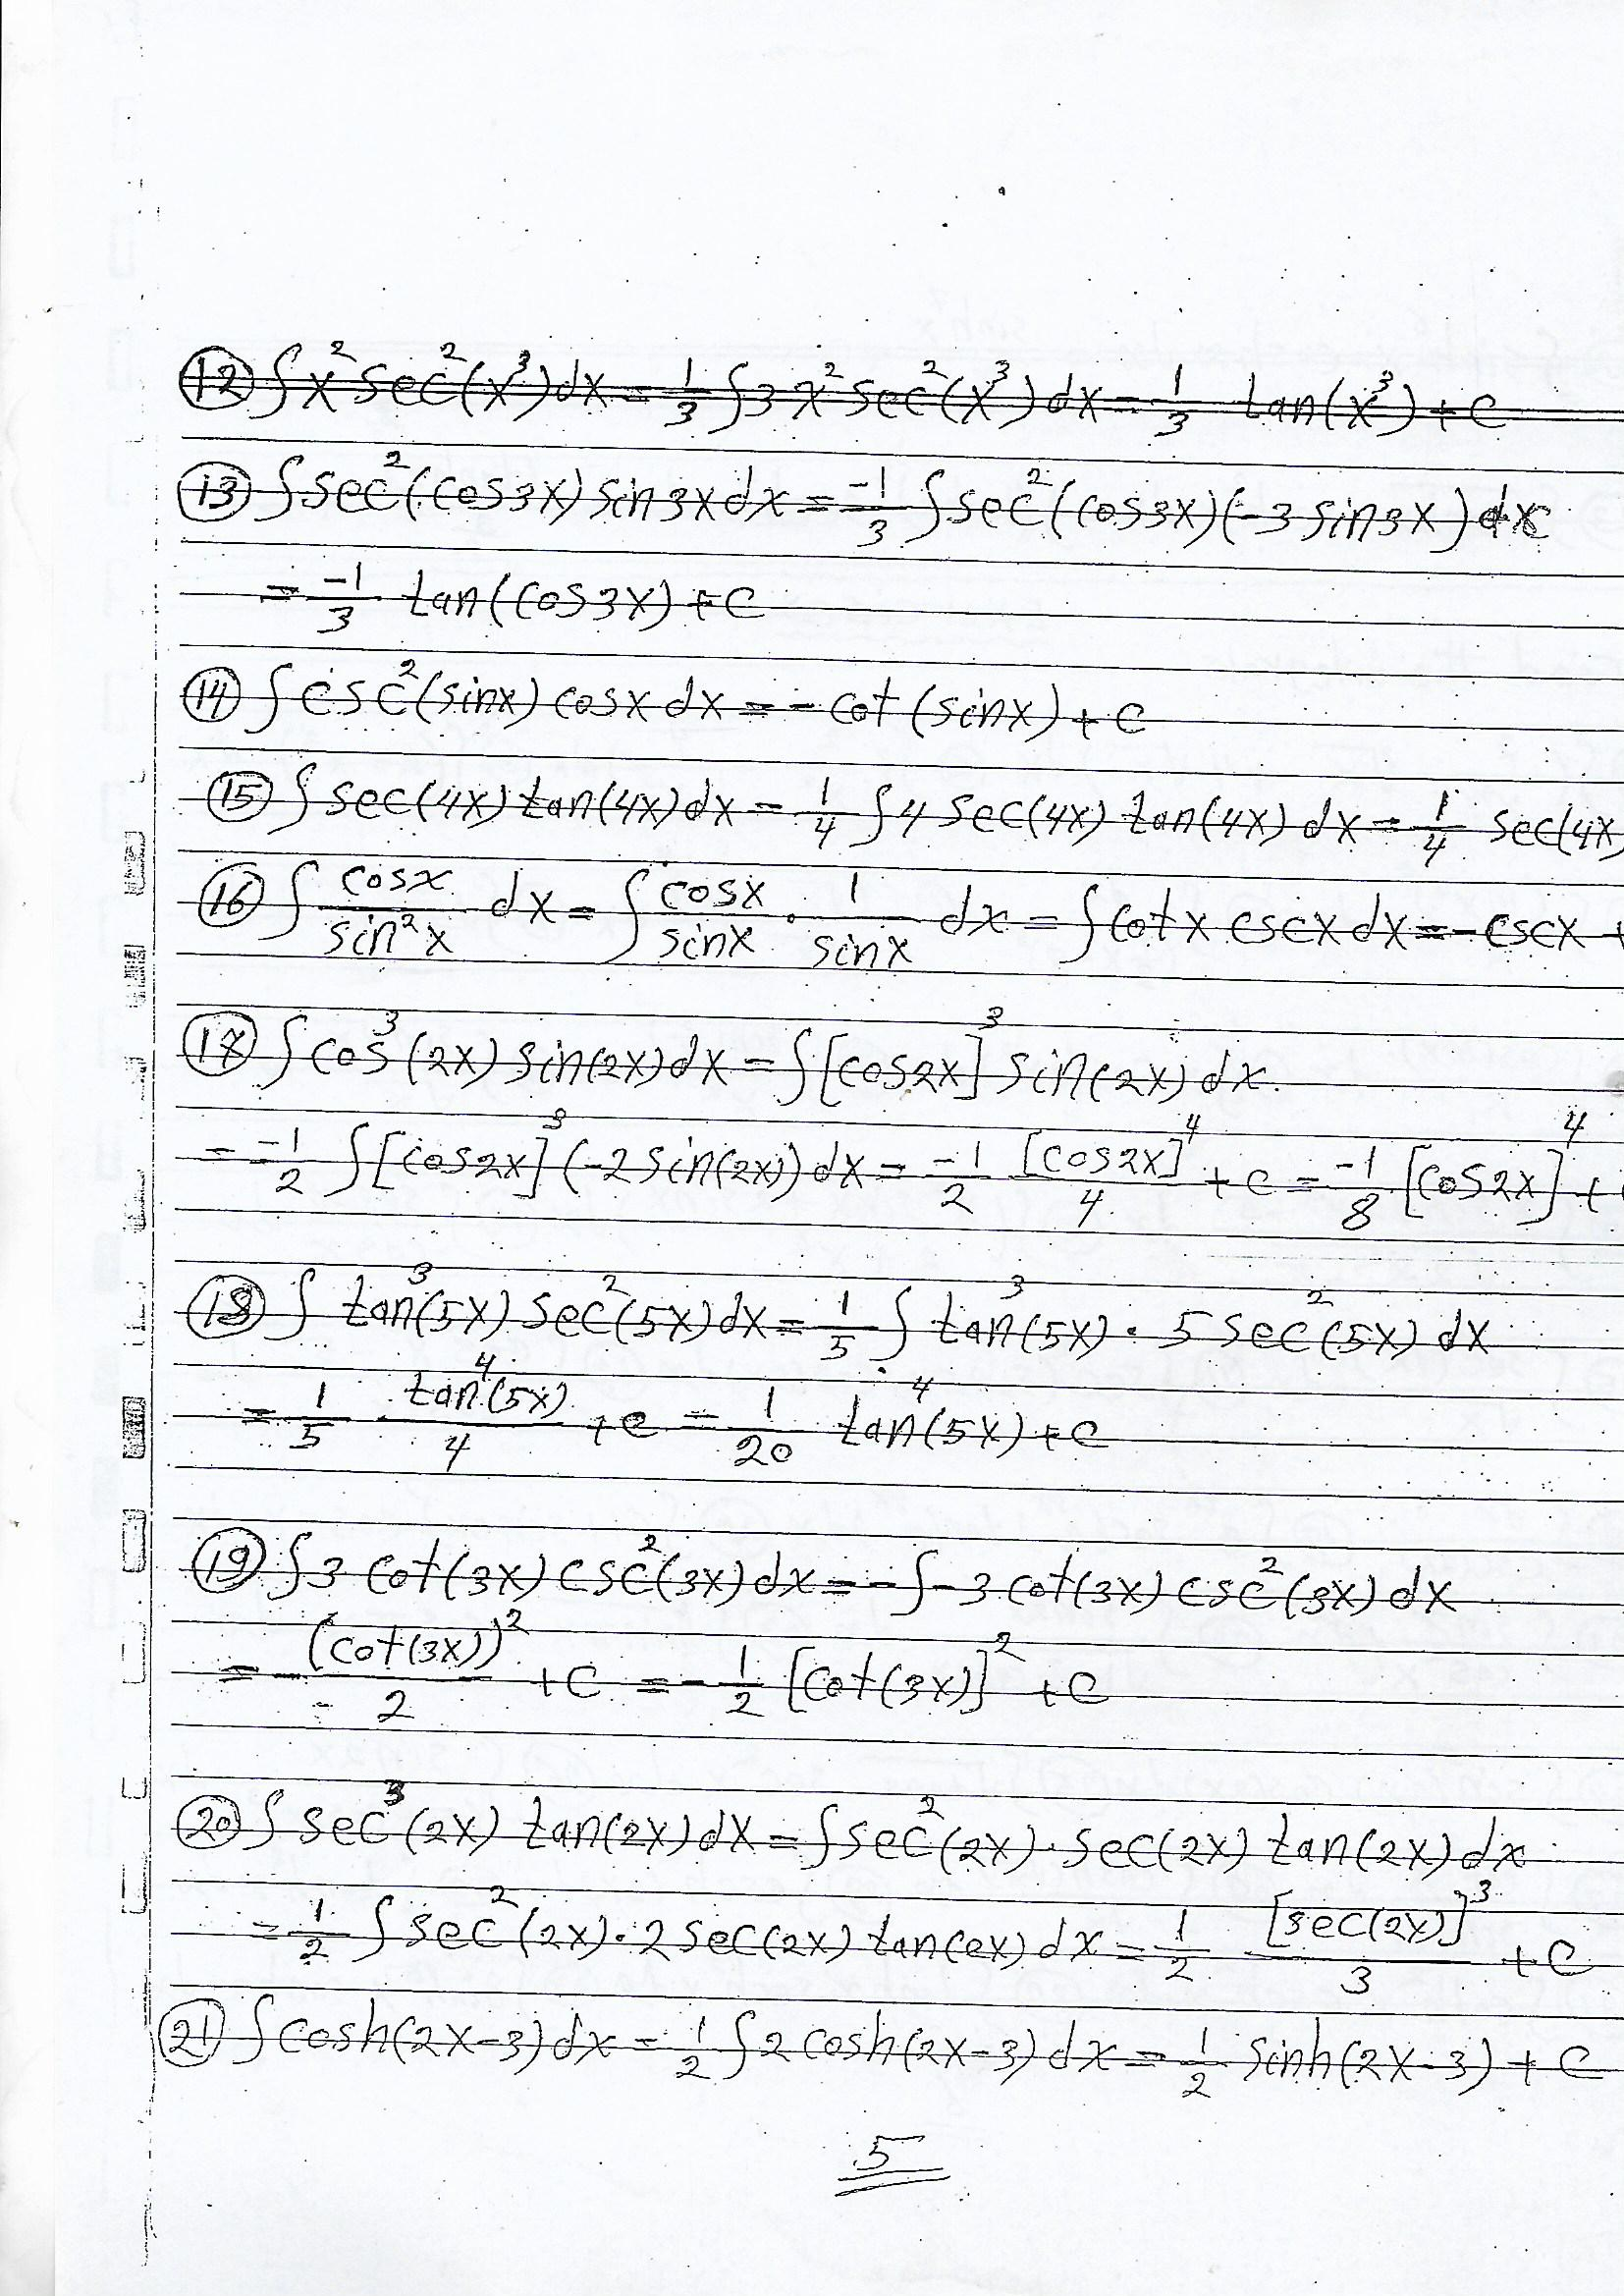 ⑫ ∫ x² sec²(x³) dx = 1/3 ∫ 3x² sec²(x³) dx = 1/3 tan(x³) + c
⑬ ∫ sec²(cos3x) sin3x dx = -1/3 ∫ sec²(cos3x)(-3 sin3x) dx
= -1/3 tan(cos3x) + c
⑭ ∫ csc²(sinx) cosx dx = -cot(sinx) + c
⑮ ∫ sec(4x) tan(4x) dx = 1/4 ∫ 4 sec(4x) tan(4x) dx = 1/4 sec(4x)
⑯ ∫ cosx/sin²x dx = ∫ cosx/sinx · 1/sinx dx = ∫ cotx cscx dx = -cscx +
⑰ ∫ cos³(2x) sin(2x) dx = ∫ [cos2x]³ sin(2x) dx
= -1/2 ∫ [cos2x]³ (-2 sin(2x)) dx = -1/2 [cos2x]⁴/4 + c = -1/8 [cos2x]⁴ +
⑱ ∫ tan³(5x) sec²(5x) dx = 1/5 ∫ tan³(5x) · 5 sec²(5x) dx
= 1/5 tan⁴(5x)/4 + c = 1/20 tan⁴(5x) + c
⑲ ∫ 3 cot(3x) csc²(3x) dx = -∫ -3 cot(3x) csc²(3x) dx
= -(cot(3x))²/2 + c = -1/2 [cot(3x)]² + c
⑳ ∫ sec³(2x) tan(2x) dx = ∫ sec²(2x) · sec(2x) tan(2x) dx
= 1/2 ∫ sec²(2x) · 2 sec(2x) tan(2x) dx = 1/2 [sec(2x)]³/3 + c
㉑ ∫ cosh(2x-3) dx = 1/2 ∫ 2 cosh(2x-3) dx = 1/2 sinh(2x-3) + c
5